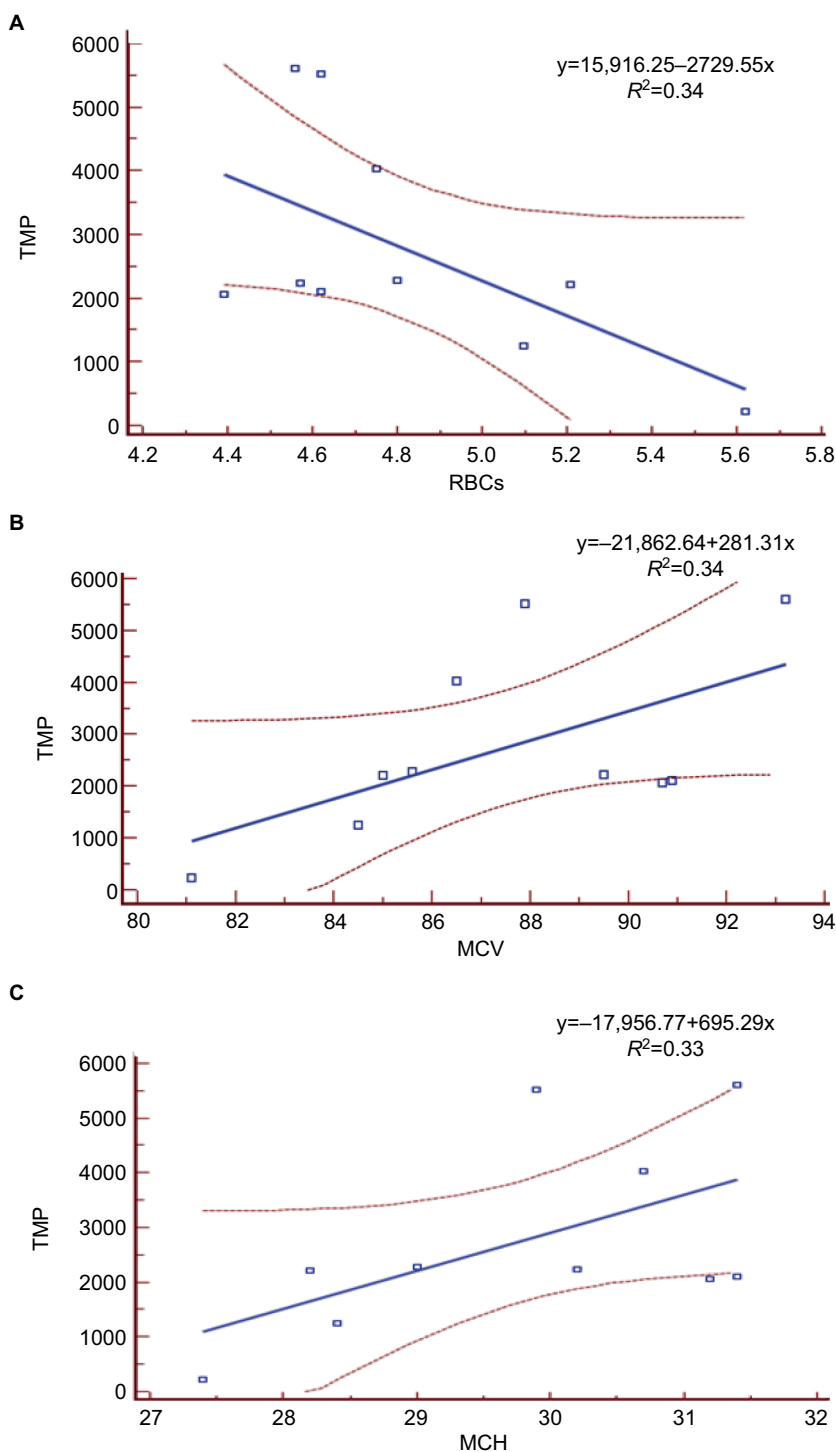 A
y=15,916.25–2729.55x
R²=0.34
6000
5000
4000
3000
2000
1000
0
TMP
4.2 4.4 4.6 4.8 5.0 5.2 5.4 5.6 5.8
RBCs
B
y=–21,862.64+281.31x
R²=0.34
6000
5000
4000
3000
2000
1000
0
TMP
80 82 84 86 88 90 92 94
MCV
C
y=–17,956.77+695.29x
R²=0.33
6000
5000
4000
3000
2000
1000
0
TMP
27 28 29 30 31 32
MCH